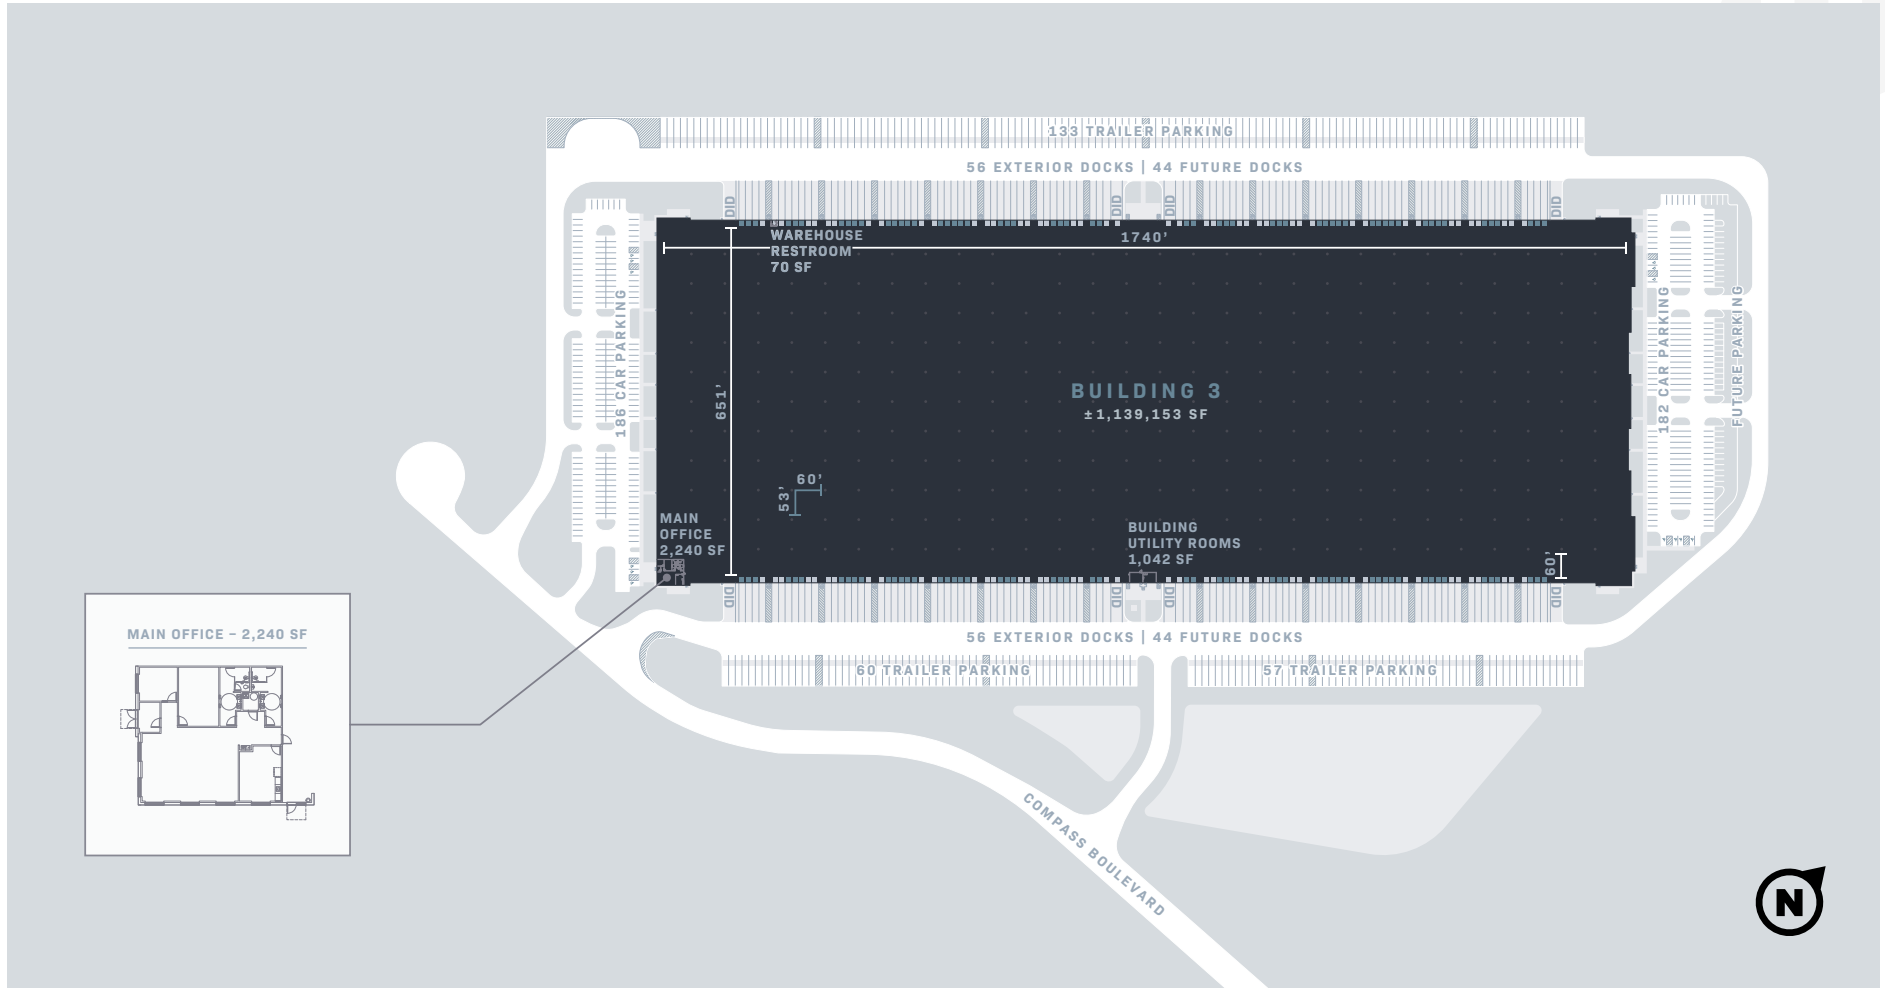 133 TRAILER PARKING
56 EXTERIOR DOCKS | 44 FUTURE DOCKS
DID
DID
DID
DID
WAREHOUSE
RESTROOM
70 SF
1740'
186 CAR PARKING
651'
BUILDING 3
±1,139,153 SF
182 CAR PARKING
FUTURE PARKING
60'
53'
MAIN
OFFICE
2,240 SF
BUILDING
UTILITY ROOMS
1,042 SF
60'
DID
DID
DID
DID
56 EXTERIOR DOCKS | 44 FUTURE DOCKS
60 TRAILER PARKING
57 TRAILER PARKING
MAIN OFFICE – 2,240 SF
COMPASS BOULEVARD
N